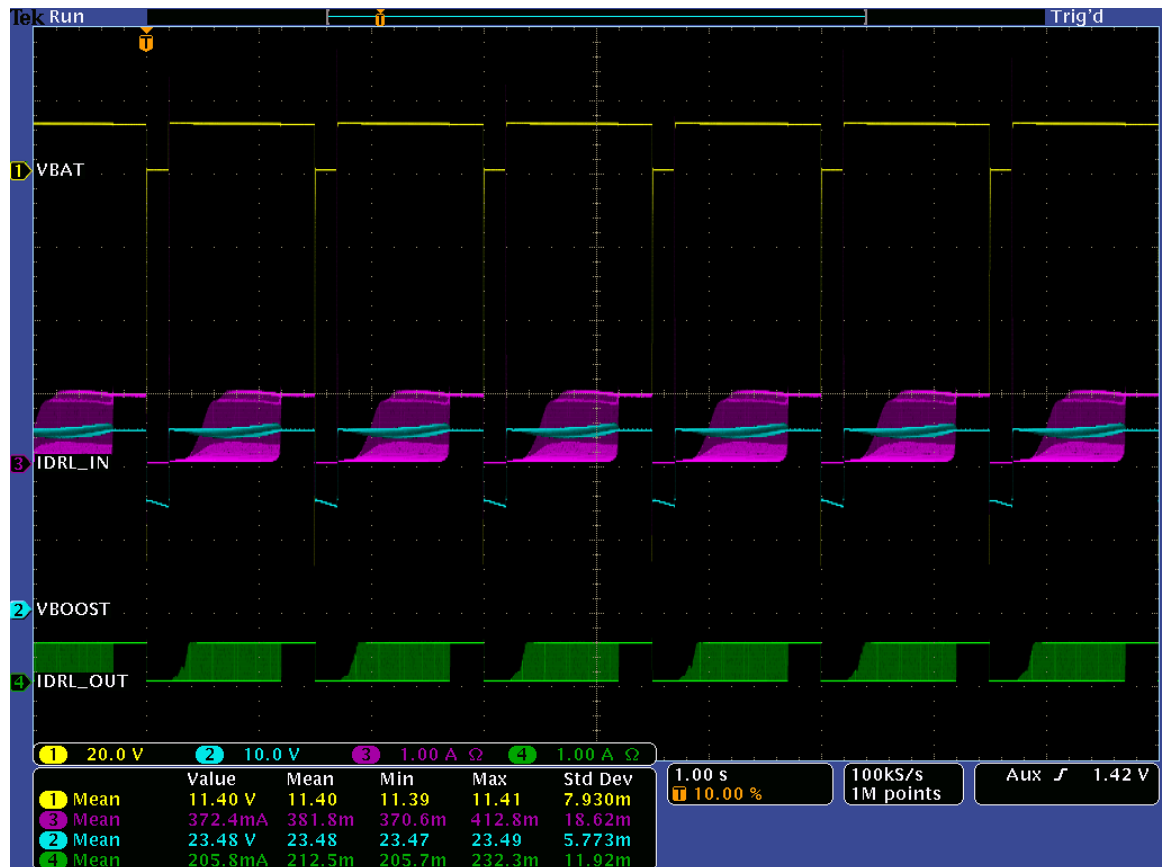 Tek Run Trig'd
T
T
1 VBAT
3 IDRL_IN
2 VBOOST
4 IDRL_OUT
1 20.0 V 2 10.0 V 3 1.00 A Ω 4 1.00 A Ω
Value Mean Min Max Std Dev
1 Mean 11.40 V 11.40 11.39 11.41 7.930m
3 Mean 372.4mA 381.8m 370.6m 412.8m 18.62m
2 Mean 23.48 V 23.48 23.47 23.49 5.773m
4 Mean 205.8mA 212.5m 205.7m 232.3m 11.92m
1.00 s
T 10.00 %
100kS/s
1M points
Aux ƒ 1.42 V